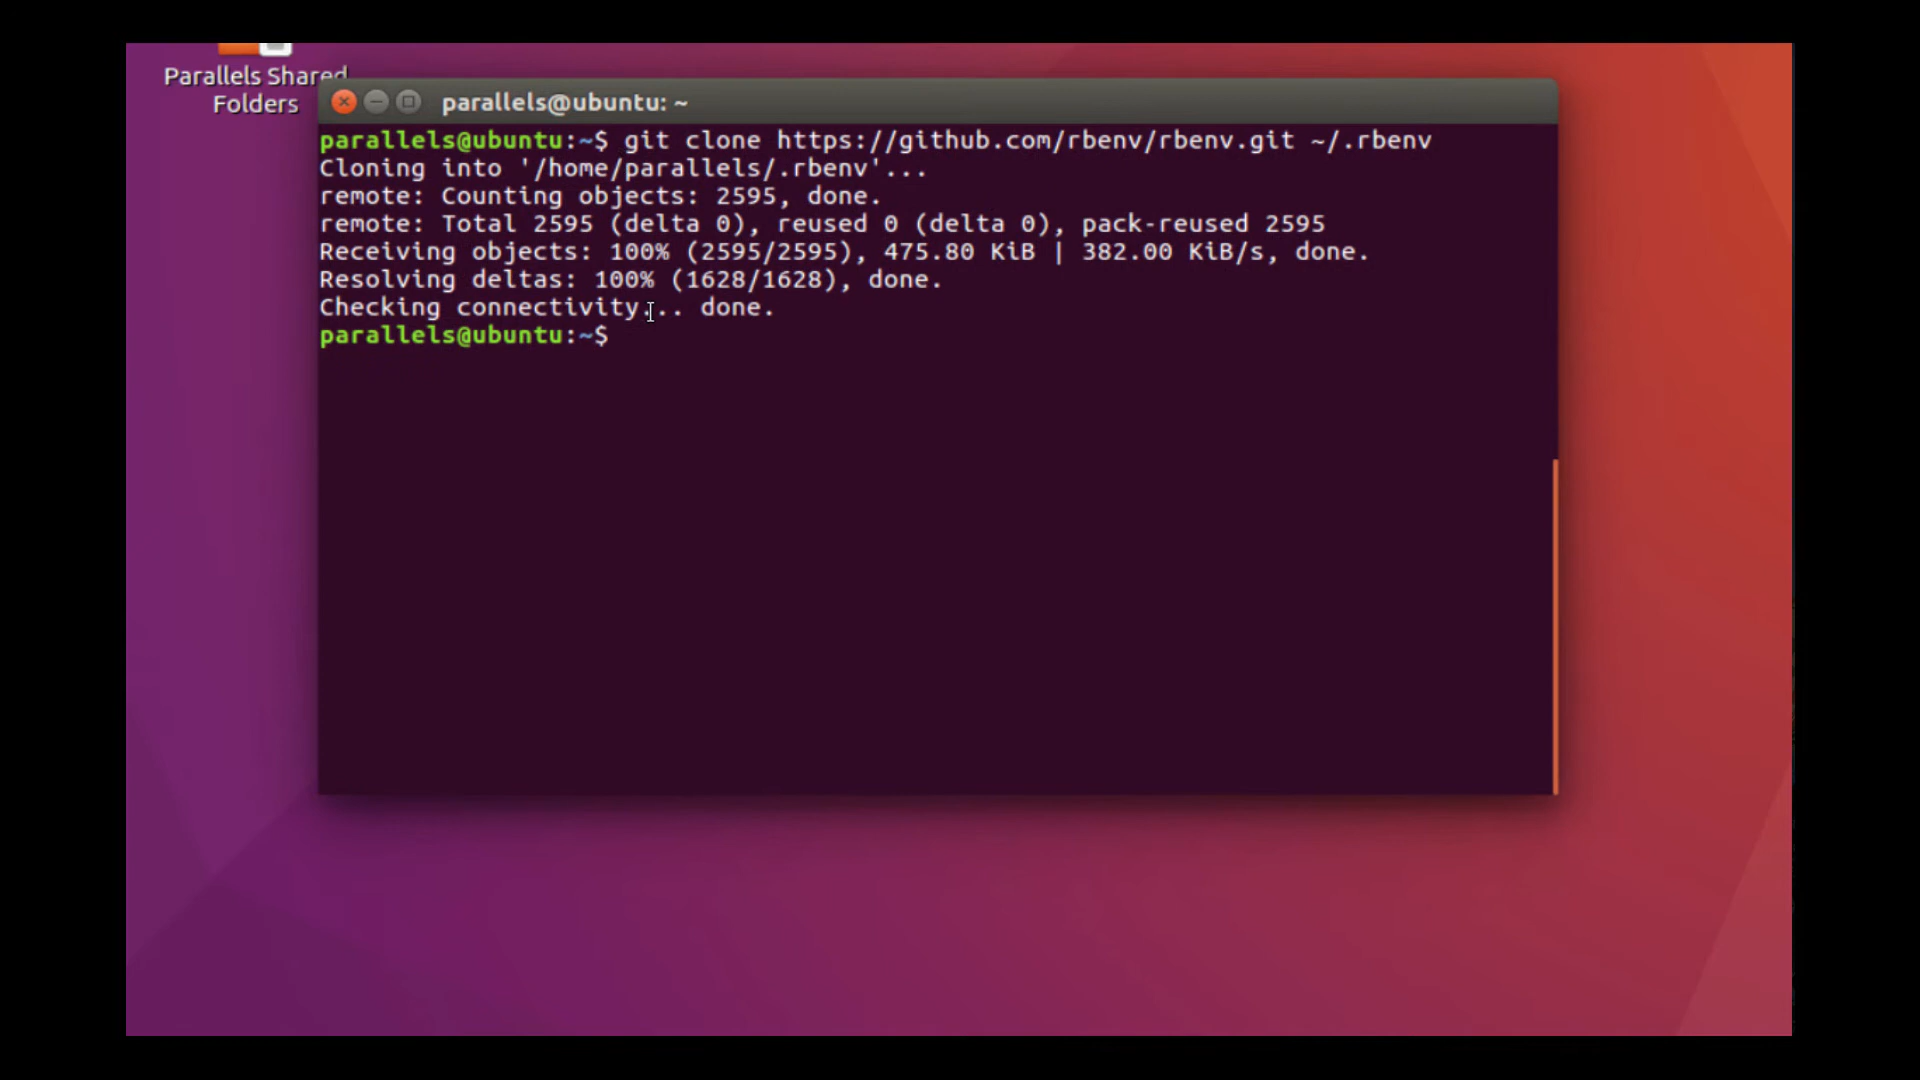 Parallels Shared
Folders
parallels@ubuntu: ~
parallels@ubuntu:~$ git clone https://github.com/rbenv/rbenv.git ~/.rbenv
Cloning into '/home/parallels/.rbenv'...
remote: Counting objects: 2595, done.
remote: Total 2595 (delta 0), reused 0 (delta 0), pack-reused 2595
Receiving objects: 100% (2595/2595), 475.80 KiB | 382.00 KiB/s, done.
Resolving deltas: 100% (1628/1628), done.
Checking connectivity... done.
parallels@ubuntu:~$